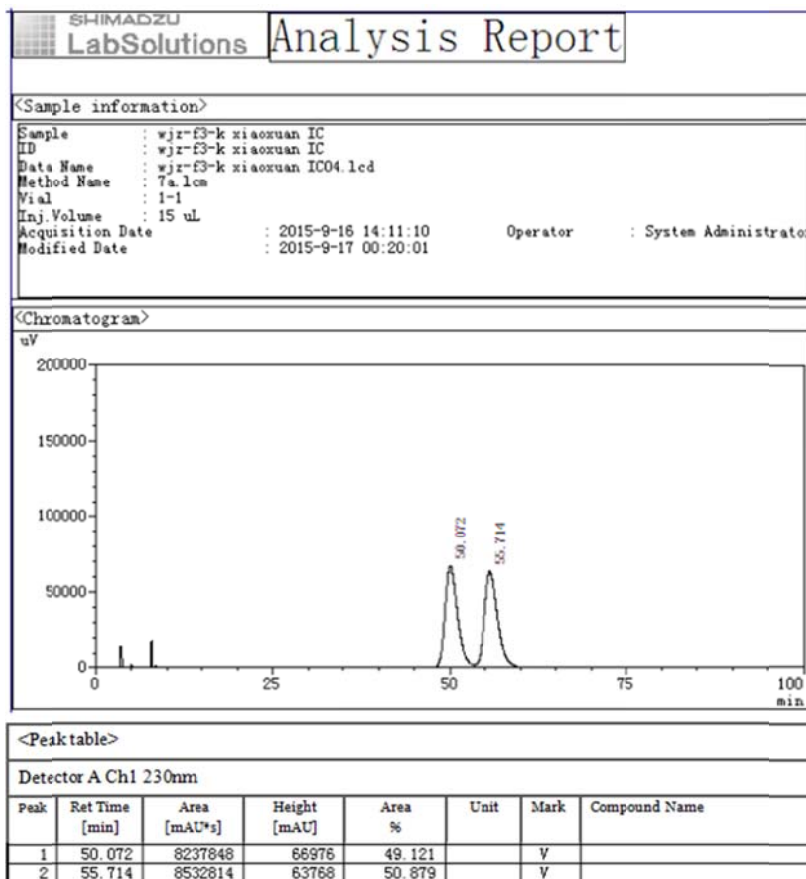 SHIMADZU
LabSolutions Analysis Report
<Sample information>
Sample : wjz-f3-k xiaoxuan IC
ID : wjz-f3-k xiaoxuan IC
Data Name : wjz-f3-k xiaoxuan IC04.lcd
Method Name : 7a.lcm
Vial : 1-1
Inj.Volume : 15 uL
Acquisition Date : 2015-9-16 14:11:10 Operator : System Administrator
Modified Date : 2015-9-17 00:20:01
<Chromatogram>
uV
200000
150000
100000
50000
0
50.072
55.714
0 25 50 75 100
min
<Peak table>
Detector A Ch1 230nm
Peak Ret Time Area Height Area Unit Mark Compound Name
[min] [mAU*s] [mAU] %
1 50.072 8237848 66976 49.121 V
2 55.714 8532814 63768 50.879 V